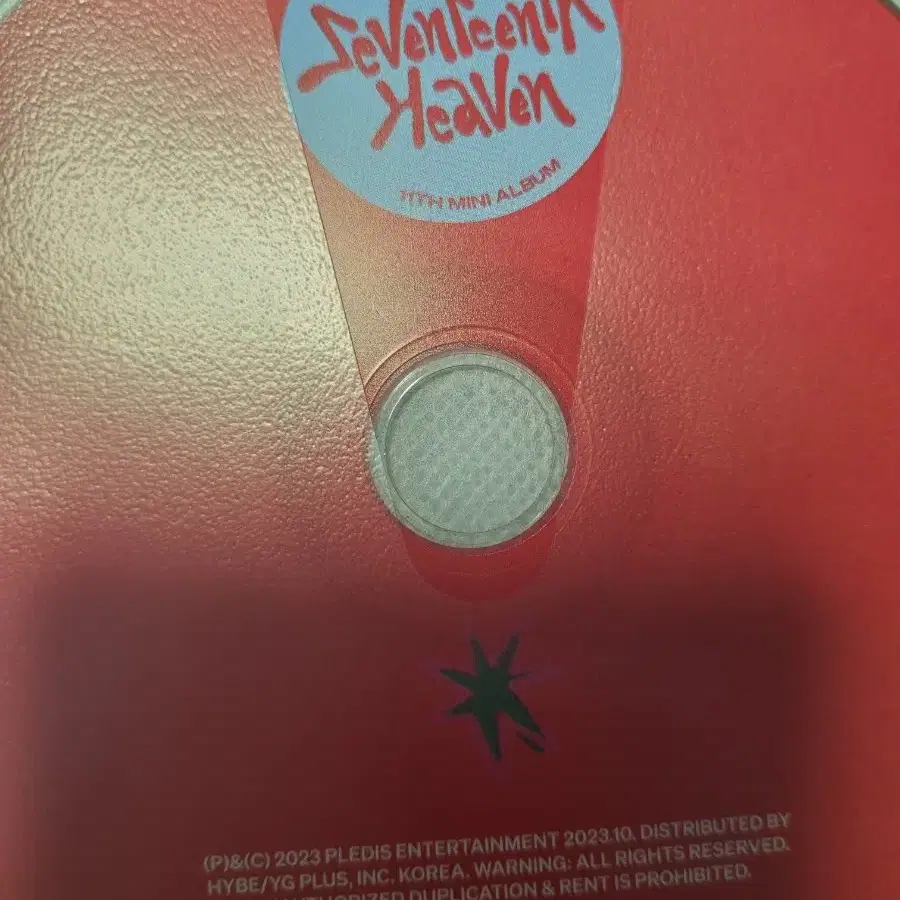 SEVENTEENTH
HEAVEN
11TH MINI ALBUM
(P)&(C) 2023 PLEDIS ENTERTAINMENT 2023.10. DISTRIBUTED BY
HYBE/YG PLUS, INC. KOREA. WARNING: ALL RIGHTS RESERVED.
DUPLICATION & RENT IS PROHIBITED.